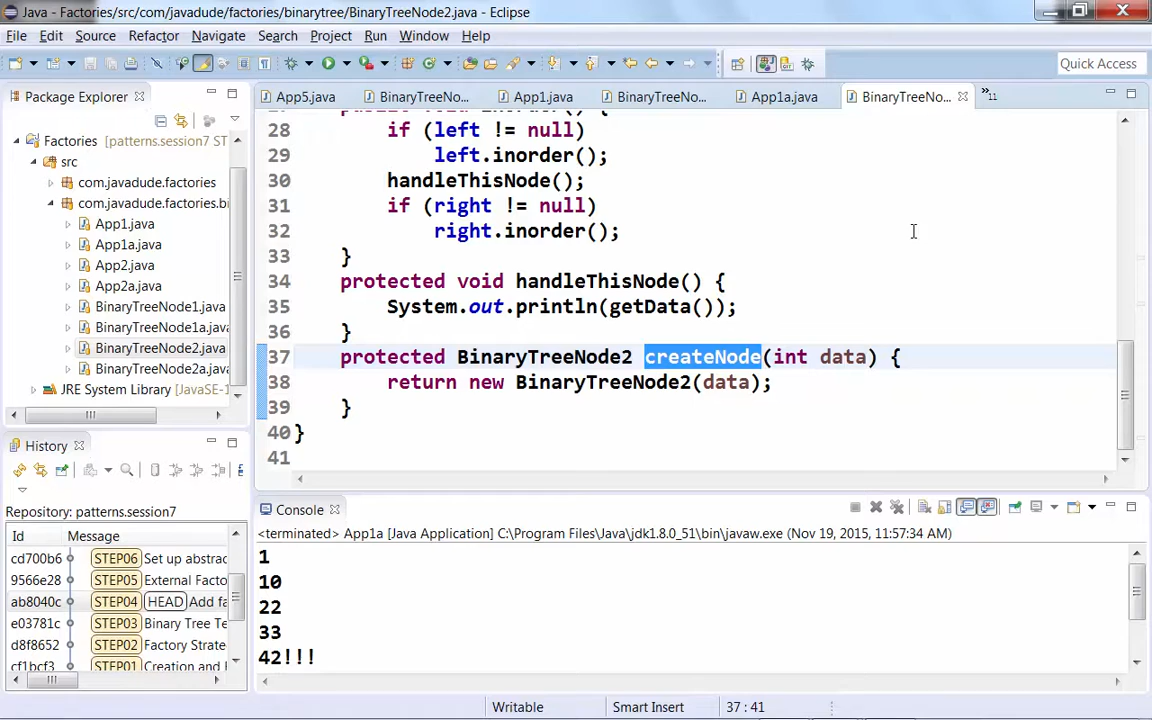 Java - Factories/src/com/javadude/factories/binarytree/BinaryTreeNode2.java - Eclipse
File Edit Source Refactor Navigate Search Project Run Window Help
Quick Access
Package Explorer
App5.java BinaryTreeNo... App1.java BinaryTreeNo... App1a.java BinaryTreeNo... »11
Factories [patterns.session7 ST
src
com.javadude.factories
com.javadude.factories.bi
App1.java
App1a.java
App2.java
App2a.java
BinaryTreeNode1.java
BinaryTreeNode1a.java
BinaryTreeNode2.java
BinaryTreeNode2a.java
JRE System Library [JavaSE-1
28 if (left != null)
29 left.inorder();
30 handleThisNode();
31 if (right != null)
32 right.inorder();
33 }
34 protected void handleThisNode() {
35 System.out.println(getData());
36 }
37 protected BinaryTreeNode2 createNode(int data) {
38 return new BinaryTreeNode2(data);
39 }
40 }
41
History
Repository: patterns.session7
Id Message
cd700b6 STEP06 Set up abstrac
9566e28 STEP05 External Facto
ab8040c STEP04 HEAD Add fa
e03781c STEP03 Binary Tree Te
d8f8652 STEP02 Factory Strate
cf1bcf3 STEP01 Creation and
Console
<terminated> App1a [Java Application] C:\Program Files\Java\jdk1.8.0_51\bin\javaw.exe (Nov 19, 2015, 11:57:34 AM)
1
10
22
33
42!!!
Writable Smart Insert 37 : 41